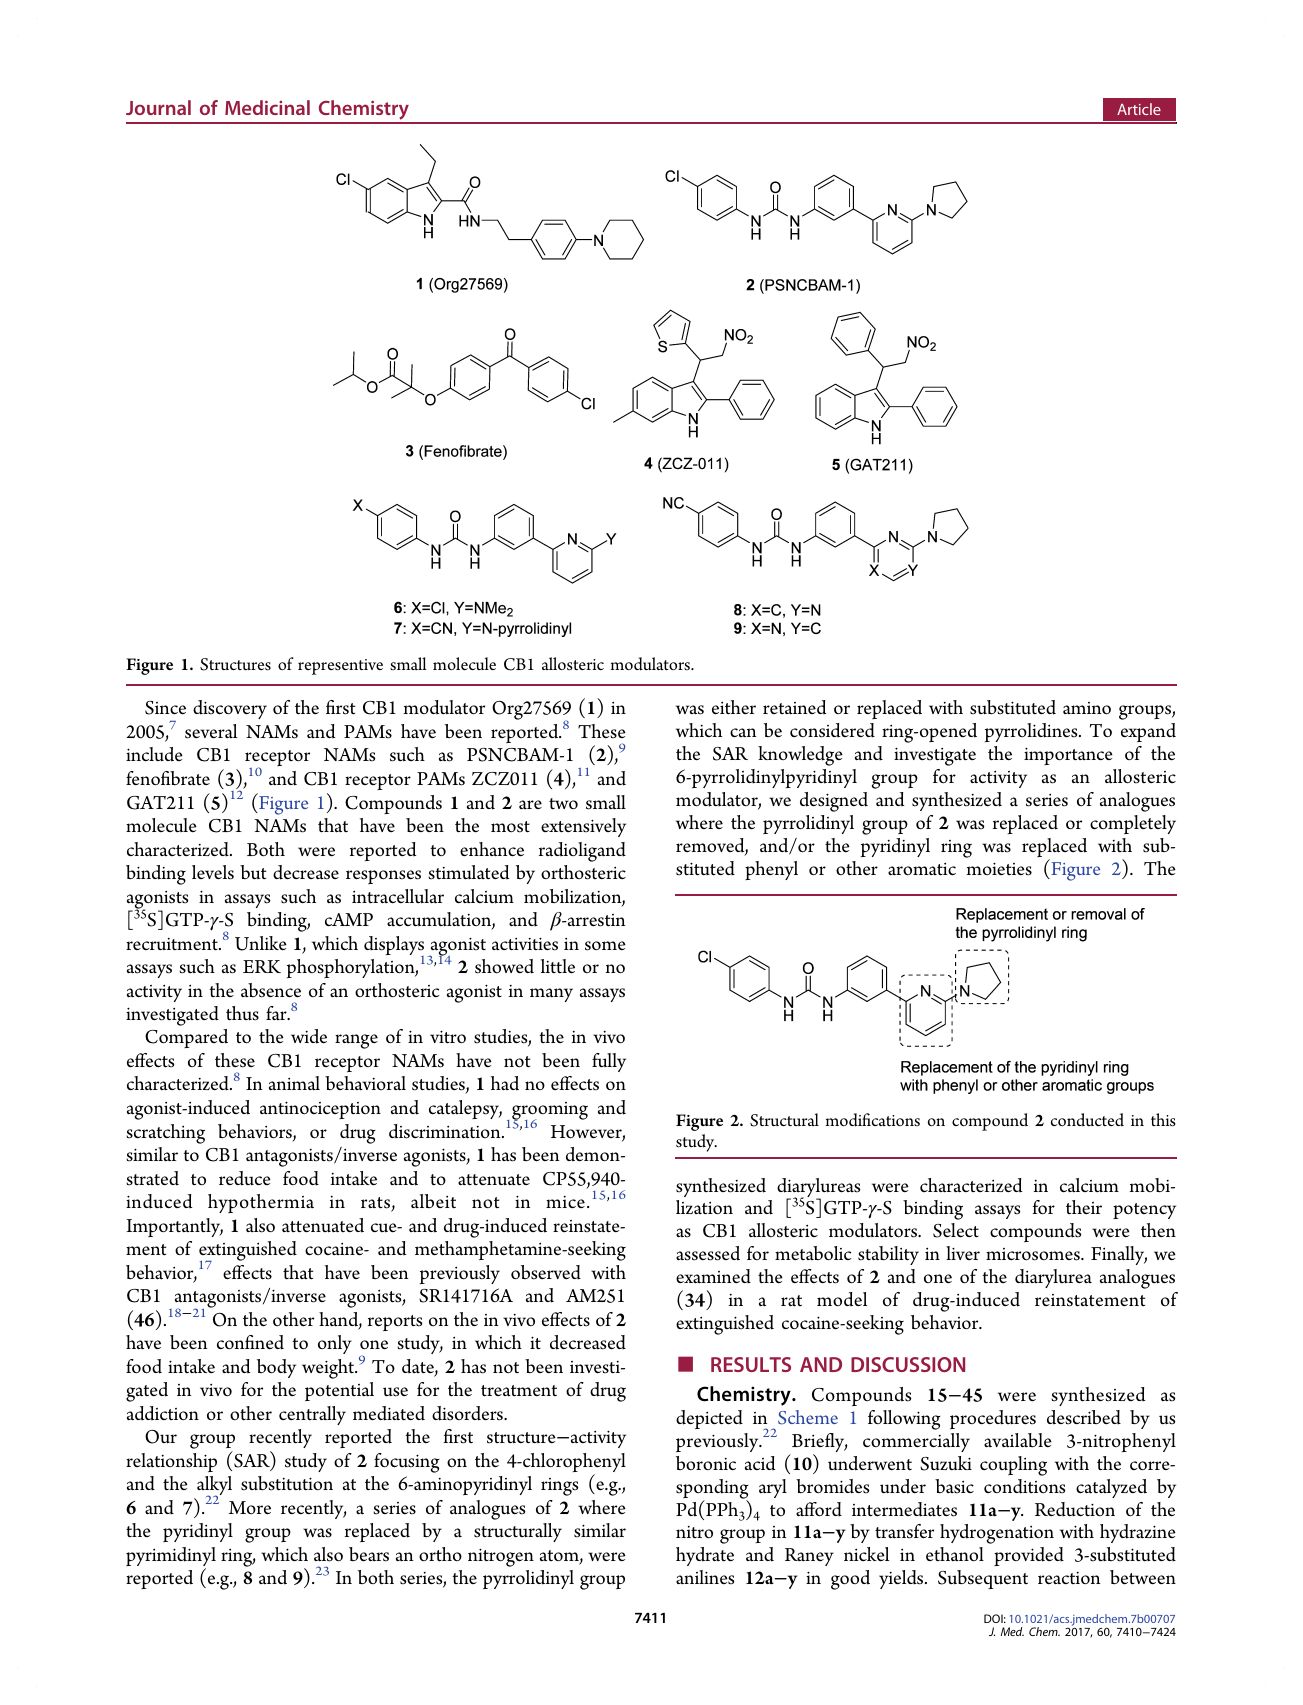 Journal of Medicinal Chemistry
Article
Cl
O
N
H
HN
N
1 (Org27569)
Cl
O
N
H
N
H
N
N
2 (PSNCBAM-1)
O
O
O
O
Cl
3 (Fenofibrate)
S
NO2
N
H
4 (ZCZ-011)
NO2
N
H
5 (GAT211)
X
O
N
H
N
H
N
Y
6: X=Cl, Y=NMe2
7: X=CN, Y=N-pyrrolidinyl
NC
O
N
H
N
H
N
N
X
Y
8: X=C, Y=N
9: X=N, Y=C
Figure 1. Structures of representive small molecule CB1 allosteric modulators.
Since discovery of the first CB1 modulator Org27569 (1) in
2005,7 several NAMs and PAMs have been reported.8 These
include CB1 receptor NAMs such as PSNCBAM-1 (2),9
fenofibrate (3),10 and CB1 receptor PAMs ZCZ011 (4),11 and
GAT211 (5)12 (Figure 1). Compounds 1 and 2 are two small
molecule CB1 NAMs that have been the most extensively
characterized. Both were reported to enhance radioligand
binding levels but decrease responses stimulated by orthosteric
agonists in assays such as intracellular calcium mobilization,
[35S]GTP-γ-S binding, cAMP accumulation, and β-arrestin
recruitment.8 Unlike 1, which displays agonist activities in some
assays such as ERK phosphorylation,13,14 2 showed little or no
activity in the absence of an orthosteric agonist in many assays
investigated thus far.8
Compared to the wide range of in vitro studies, the in vivo
effects of these CB1 receptor NAMs have not been fully
characterized.8 In animal behavioral studies, 1 had no effects on
agonist-induced antinociception and catalepsy, grooming and
scratching behaviors, or drug discrimination.15,16 However,
similar to CB1 antagonists/inverse agonists, 1 has been demon-
strated to reduce food intake and to attenuate CP55,940-
induced hypothermia in rats, albeit not in mice.15,16
Importantly, 1 also attenuated cue- and drug-induced reinstate-
ment of extinguished cocaine- and methamphetamine-seeking
behavior,17 effects that have been previously observed with
CB1 antagonists/inverse agonists, SR141716A and AM251
(46).18−21 On the other hand, reports on the in vivo effects of 2
have been confined to only one study, in which it decreased
food intake and body weight.9 To date, 2 has not been investi-
gated in vivo for the potential use for the treatment of drug
addiction or other centrally mediated disorders.
Our group recently reported the first structure−activity
relationship (SAR) study of 2 focusing on the 4-chlorophenyl
and the alkyl substitution at the 6-aminopyridinyl rings (e.g.,
6 and 7).22 More recently, a series of analogues of 2 where
the pyridinyl group was replaced by a structurally similar
pyrimidinyl ring, which also bears an ortho nitrogen atom, were
reported (e.g., 8 and 9).23 In both series, the pyrrolidinyl group
was either retained or replaced with substituted amino groups,
which can be considered ring-opened pyrrolidines. To expand
the SAR knowledge and investigate the importance of the
6-pyrrolidinylpyridinyl group for activity as an allosteric
modulator, we designed and synthesized a series of analogues
where the pyrrolidinyl group of 2 was replaced or completely
removed, and/or the pyridinyl ring was replaced with sub-
stituted phenyl or other aromatic moieties (Figure 2). The
Replacement or removal of
the pyrrolidinyl ring
Cl
O
N
H
N
H
N
N
Replacement of the pyridinyl ring
with phenyl or other aromatic groups
Figure 2. Structural modifications on compound 2 conducted in this
study.
synthesized diarylureas were characterized in calcium mobi-
lization and [35S]GTP-γ-S binding assays for their potency
as CB1 allosteric modulators. Select compounds were then
assessed for metabolic stability in liver microsomes. Finally, we
examined the effects of 2 and one of the diarylurea analogues
(34) in a rat model of drug-induced reinstatement of
extinguished cocaine-seeking behavior.
■ RESULTS AND DISCUSSION
Chemistry. Compounds 15−45 were synthesized as
depicted in Scheme 1 following procedures described by us
previously.22 Briefly, commercially available 3-nitrophenyl
boronic acid (10) underwent Suzuki coupling with the corre-
sponding aryl bromides under basic conditions catalyzed by
Pd(PPh3)4 to afford intermediates 11a−y. Reduction of the
nitro group in 11a−y by transfer hydrogenation with hydrazine
hydrate and Raney nickel in ethanol provided 3-substituted
anilines 12a−y in good yields. Subsequent reaction between
7411
DOI: 10.1021/acs.jmedchem.7b00707
J. Med. Chem. 2017, 60, 7410−7424